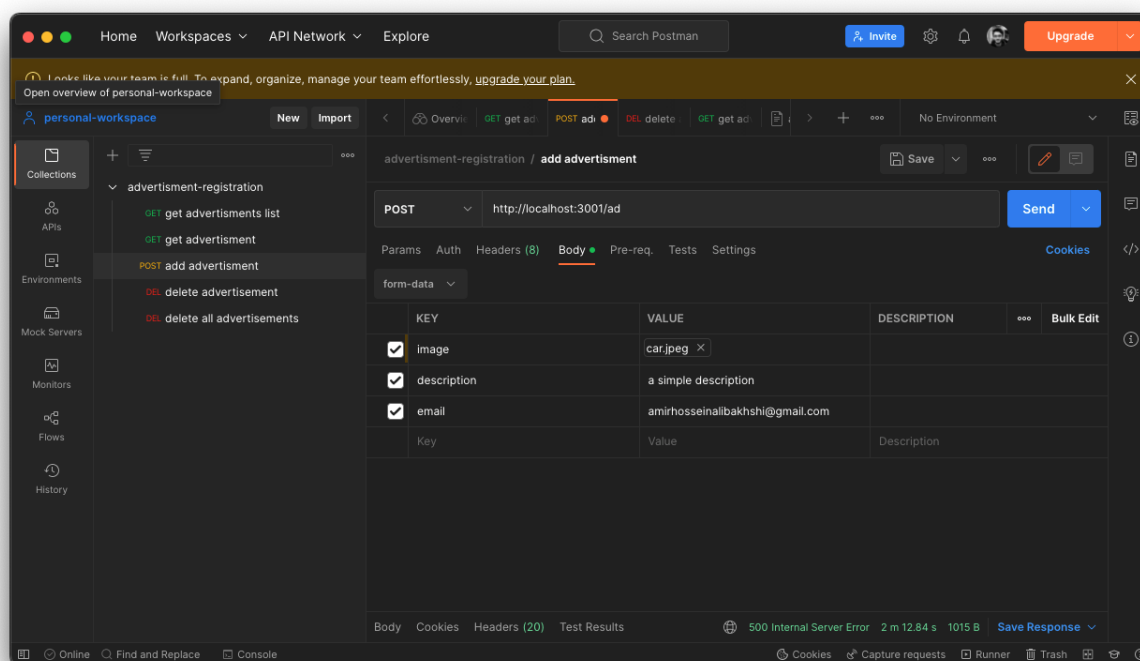 Home Workspaces API Network Explore Search Postman Invite Upgrade
Looks like your team is full. To expand, organize, manage your team effortlessly, upgrade your plan.
Open overview of personal-workspace
personal-workspace New Import Overvie GET get ad POST add DEL delete GET get ad No Environment
Collections
advertisment-registration / add advertisment Save
advertisment-registration
GET get advertisments list
GET get advertisment
POST add advertisment
DEL delete advertisement
DEL delete all advertisements
APIs
Environments
Mock Servers
Monitors
Flows
History
POST http://localhost:3001/ad Send
Params Auth Headers (8) Body Pre-req. Tests Settings Cookies
form-data
KEY VALUE DESCRIPTION Bulk Edit
image car.jpeg
description a simple description
email amirhosseinalibakhshi@gmail.com
Key Value Description
Body Cookies Headers (20) Test Results 500 Internal Server Error 2 m 12.84 s 1015 B Save Response
Online Find and Replace Console Cookies Capture requests Runner Trash